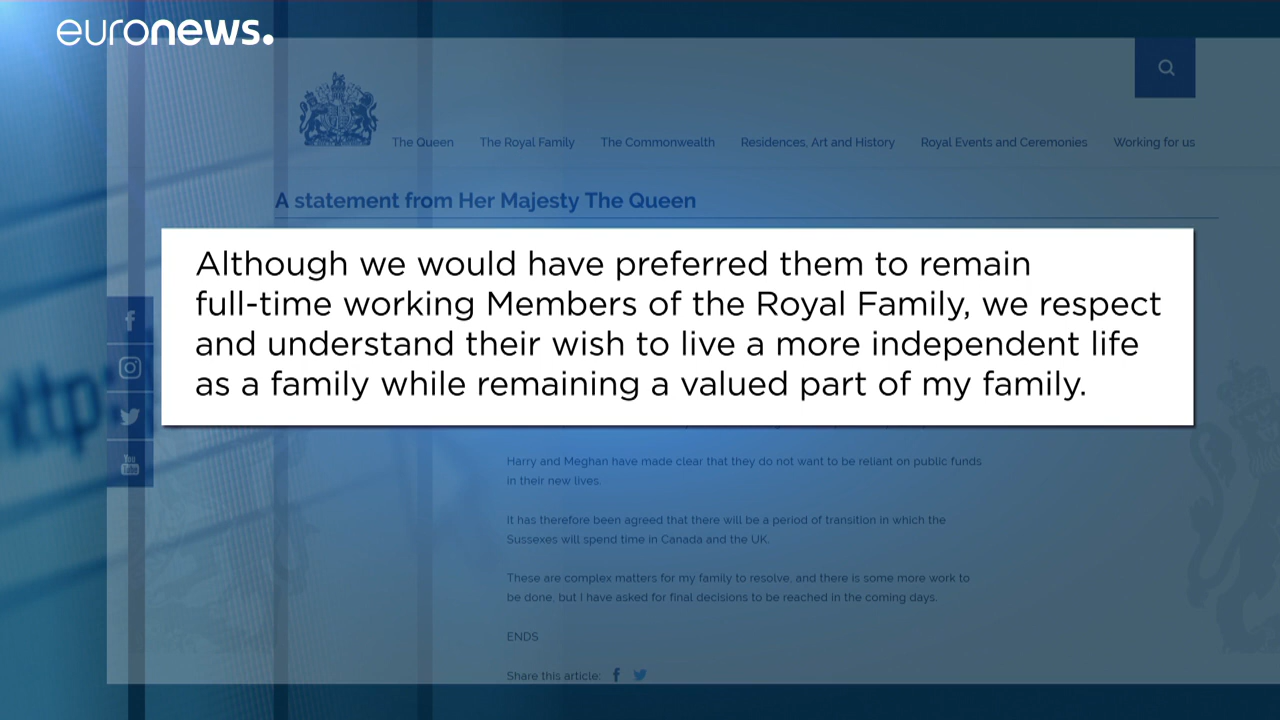 euronews.
The Queen The Royal Family The Commonwealth Residences, Art and History Royal Events and Ceremonies Working for us
A statement from Her Majesty The Queen
Although we would have preferred them to remain
full-time working Members of the Royal Family, we respect
and understand their wish to live a more independent life
as a family while remaining a valued part of my family.
ttp:
You
Tube
Harry and Meghan have made clear that they do not want to be reliant on public funds
in their new lives.
It has therefore been agreed that there will be a period of transition in which the
Sussexes will spend time in Canada and the UK.
These are complex matters for my family to resolve, and there is some more work to
be done, but I have asked for final decisions to be reached in the coming days.
ENDS
Share this article: